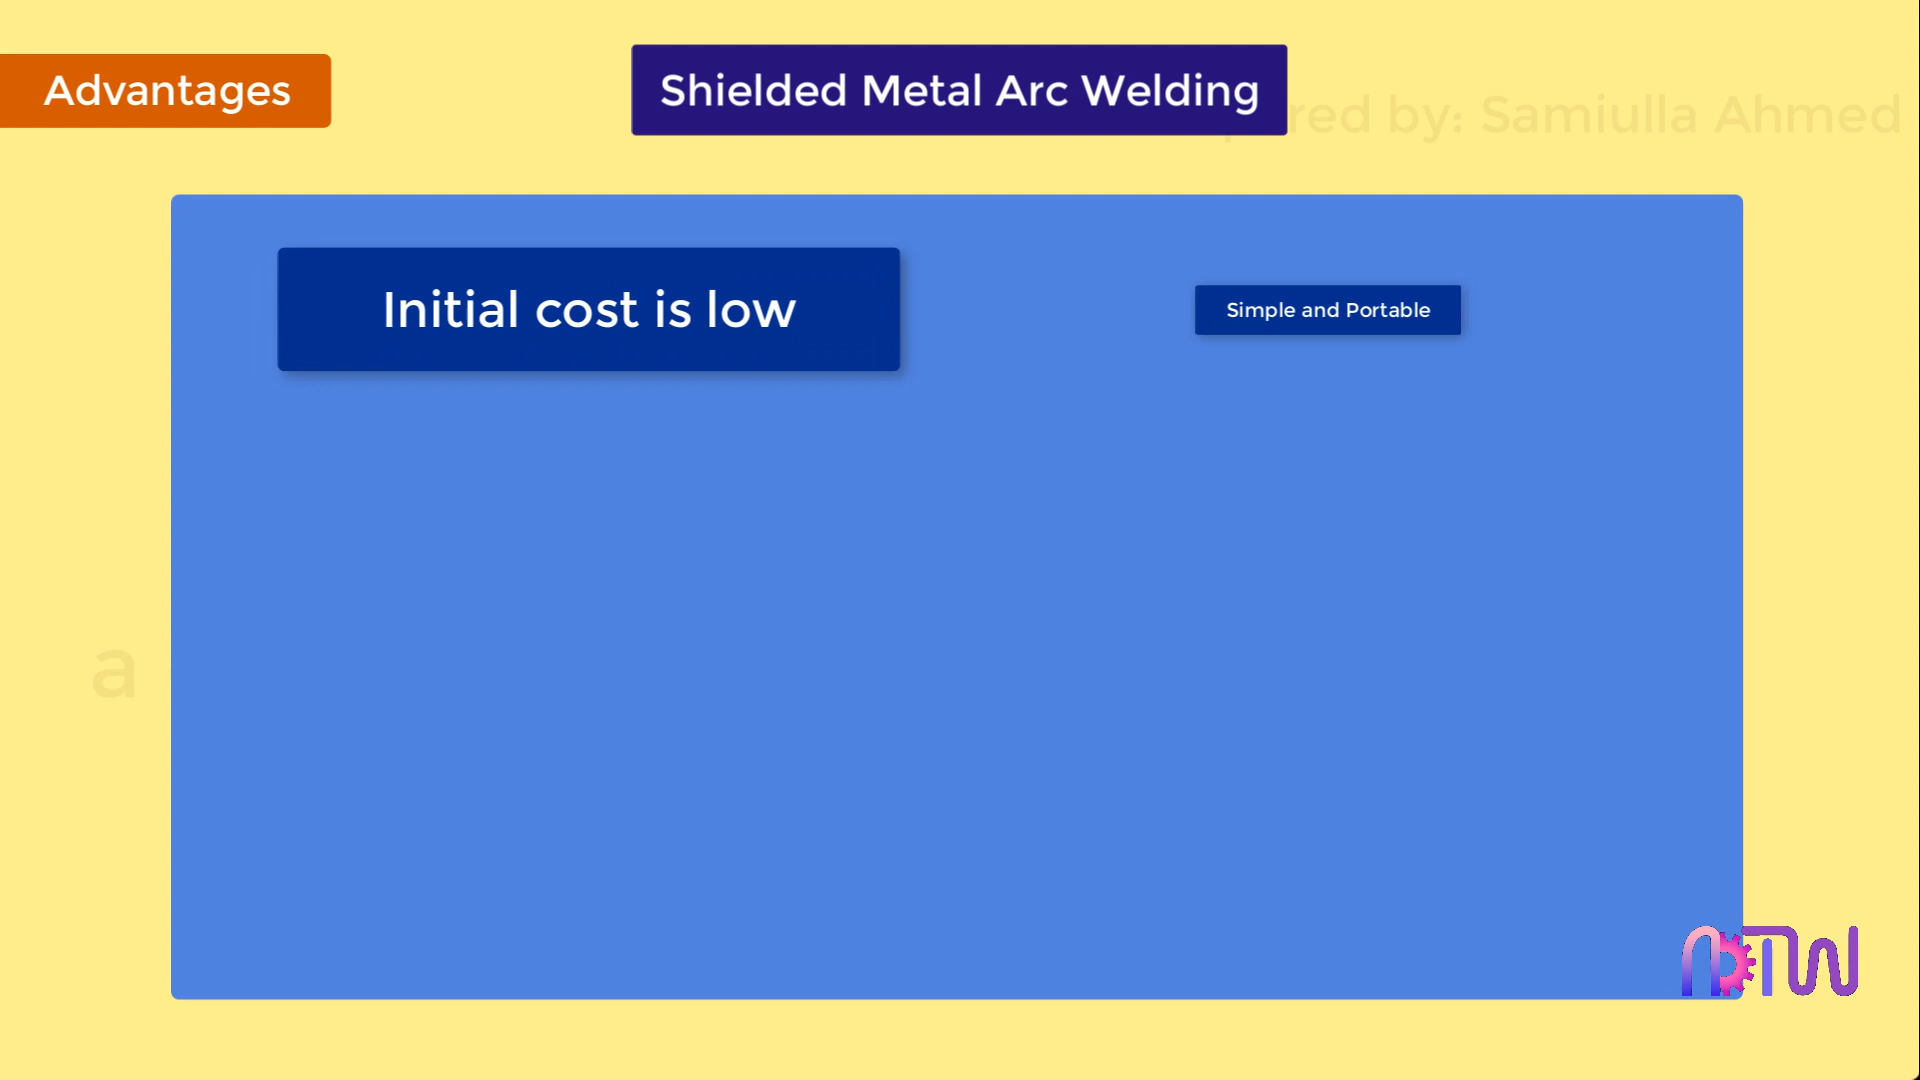 Advantages
Shielded Metal Arc Welding
red by: Samiulla Ahmed
Initial cost is low
Simple and Portable
a